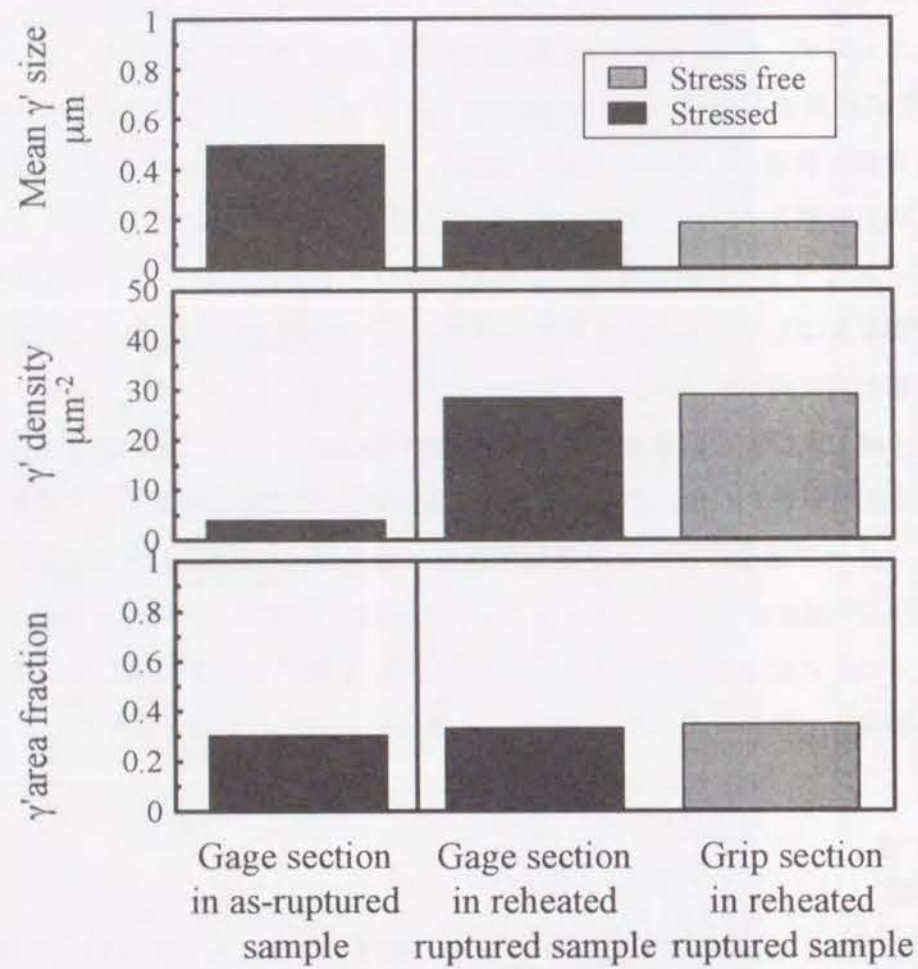 Mean γ' size
μm
1
0.8
0.6
0.4
0.2
0
Stress free
Stressed
γ' density
μm-2
50
40
30
20
10
0
γ'area fraction
1
0.8
0.6
0.4
0.2
0
Gage section
in as-ruptured
sample
Gage section
in reheated
ruptured sample
Grip section
in reheated
ruptured sample